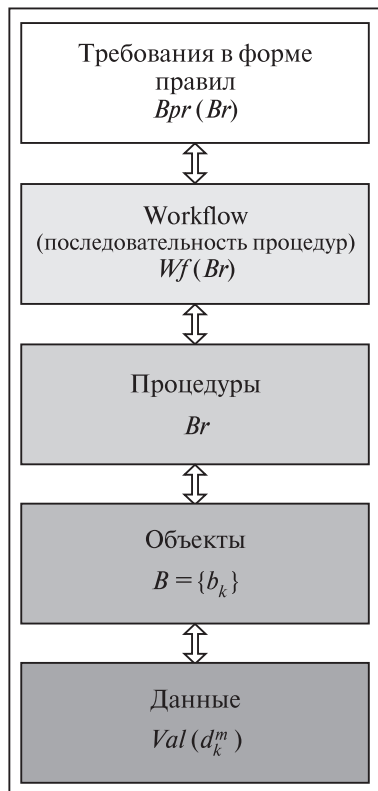 Требования в форме
правил
Bpr (Br)
Workflow
(последовательность процедур)
Wf (Br)
Процедуры
Br
Объекты
B = {b_k}
Данные
Val (d_k^m)